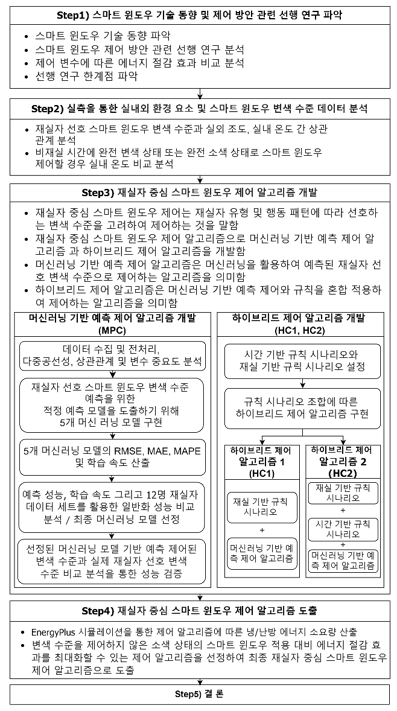 Step1) 스마트 윈도우 기술 동향 및 제어 방안 관련 선행 연구 파악
• 스마트 윈도우 기술 동향 파악
• 스마트 윈도우 제어 방안 관련 선행 연구 분석
• 제어 변수에 따른 에너지 절감 효과 비교 분석
• 선행 연구 한계점 파악
Step2) 실측을 통한 실내외 환경 요소 및 스마트 윈도우 변색 수준 데이터 분석
• 재실자 선호 스마트 윈도우 변색 수준과 실외 조도, 실내 온도 간 상관
관계 분석
• 비재실 시간에 완전 변색 상태 또는 완전 소색 상태로 스마트 윈도우
제어할 경우 실내 온도 비교 분석
Step3) 재실자 중심 스마트 윈도우 제어 알고리즘 개발
• 재실자 중심 스마트 윈도우 제어는 재실자 유형 및 행동 패턴에 따라 선호하
는 변색 수준을 고려하여 제어하는 것을 말함
• 재실자 중심 스마트 윈도우 제어 알고리즘으로 머신러닝 기반 예측 제어 알
고리즘 과 하이브리드 제어 알고리즘을 개발함
• 머신러닝 기반 예측 제어 알고리즘은 머신러닝을 활용하여 예측된 재실자 선
호 변색 수준으로 제어하는 알고리즘을 의미함
• 하이브리드 제어 알고리즘은 머신러닝 기반 예측 제어와 규칙을 혼합 적용하
여 제어하는 알고리즘을 의미함
머신러닝 기반 예측 제어 알고리즘 개발
(MPC)
데이터 수집 및 전처리,
다중공선성, 상관관계 및 변수 중요도 분석
재실자 선호 스마트 윈도우 변색 수준
예측을 위한
적정 예측 모델을 도출하기 위해
5개 머신 러닝 모델 구현
5개 머신러닝 모델의 RMSE, MAE, MAPE
및 학습 속도 산출
예측 성능, 학습 속도 그리고 12명 재실자
데이터 세트를 활용한 일반화 성능 비교
분석 / 최종 머신러닝 모델 선정
선정된 머신러닝 모델 기반 예측 제어된
변색 수준과 실제 재실자 선호 변색
수준 비교 분석을 통한 성능 검증
하이브리드 제어 알고리즘 개발
(HC1, HC2)
시간 기반 규칙 시나리오와
재실 기반 규릭 시나리오 설정
규칙 시나리오 조합에 따른
하이브리드 제어 알고리즘 구현
하이브리드 제어
알고리즘 1
(HC1)
재실 기반 규칙
시나리오
+
머신러닝 기반 예
측 제어 알고리즘
하이브리드 제어
알고리즘 2
(HC2)
재실 기반 규칙
시나리오
+
시간 기반 규칙
시나리오
+
머신러닝 기반 예
측 제어 알고리즘
Step4) 재실자 중심 스마트 윈도우 제어 알고리즘 도출
• EnergyPlus 시뮬레이션을 통한 제어 알고리즘에 따른 냉/난방 에너지 소요량 산출
• 변색 수준을 제어하지 않은 소색 상태의 스마트 윈도우 적용 대비 에너지 절감 효
과를 최대화할 수 있는 제어 알고리즘을 선정하여 최종 재실자 중심 스마트 윈도우
제어 알고리즘으로 도출
Step5) 결 론